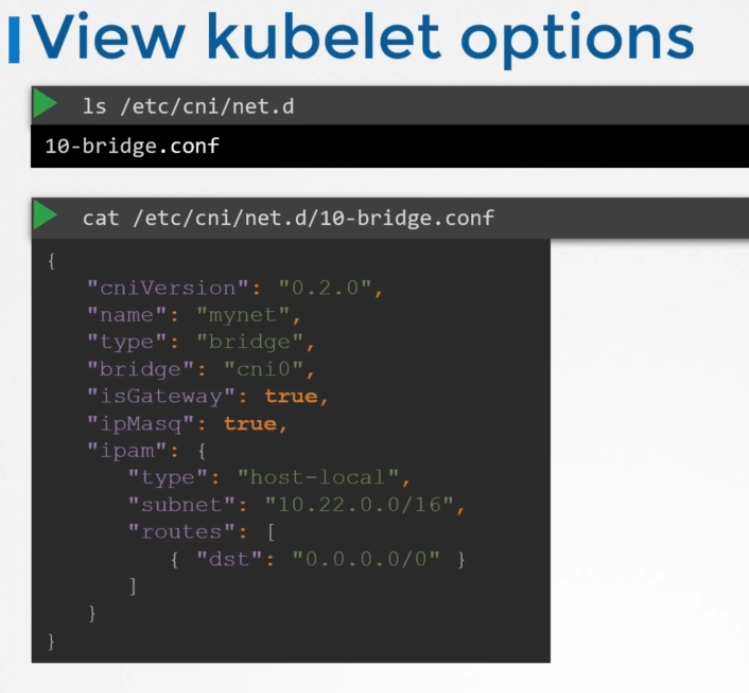 View kubelet options
ls /etc/cni/net.d
10-bridge.conf
cat /etc/cni/net.d/10-bridge.conf
{
   "cniVersion": "0.2.0",
   "name": "mynet",
   "type": "bridge",
   "bridge": "cni0",
   "isGateway": true,
   "ipMasq": true,
   "ipam": {
      "type": "host-local",
      "subnet": "10.22.0.0/16",
      "routes": [
         { "dst": "0.0.0.0/0" }
      ]
   }
}